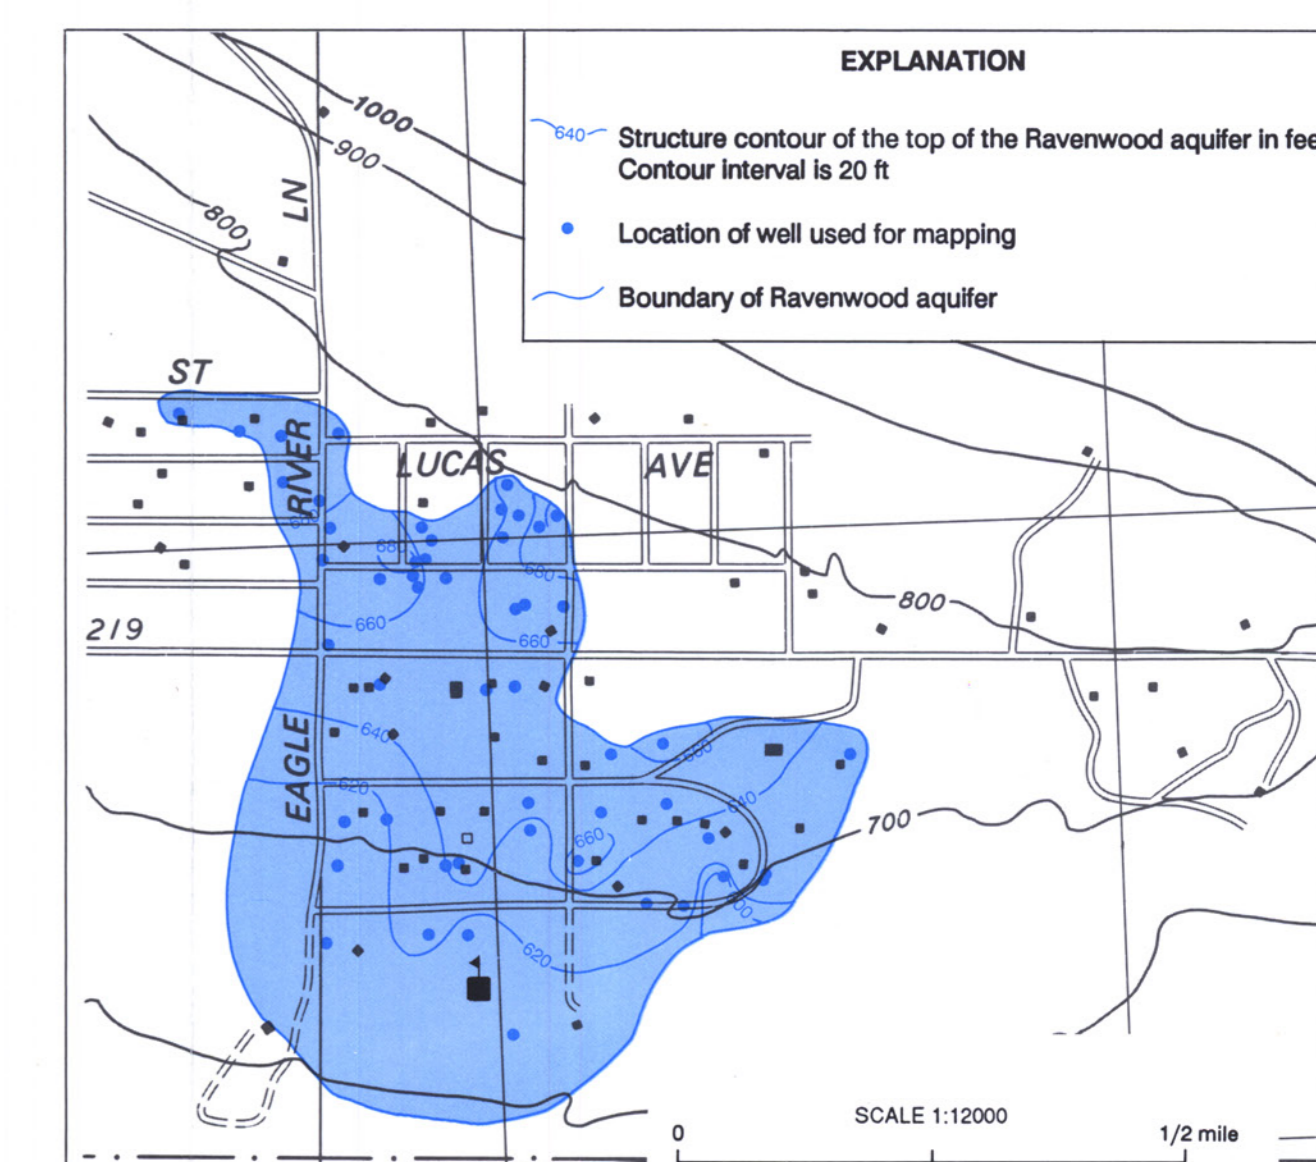 EXPLANATION
640
Structure contour of the top of the Ravenwood aquifer in fee
Contour interval is 20 ft
Location of well used for mapping
Boundary of Ravenwood aquifer
1000
900
LN
800
ST
RIVER
LUCAS AVE
680
680
680
660
660
219
800
EAGLE
640
620
660
640
660
700
600
620
SCALE 1:12000
0
1/2 mile